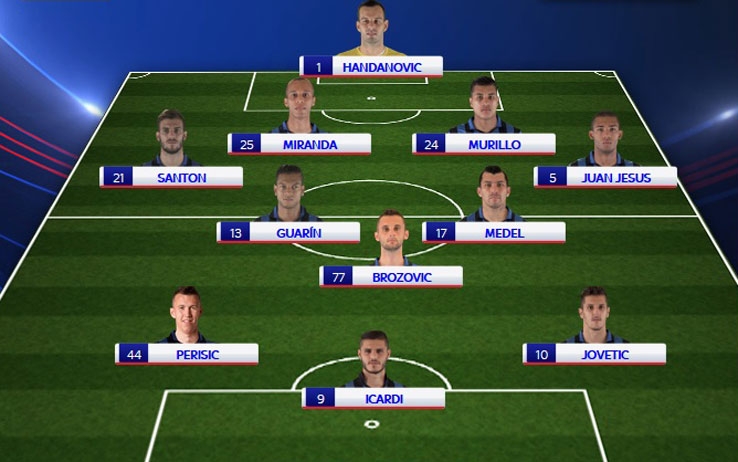 1 HANDANOVIC
25 MIRANDA
24 MURILLO
21 SANTON
5 JUAN JESUS
13 GUARÍN
17 MEDEL
77 BROZOVIC
44 PERISIC
10 JOVETIC
9 ICARDI